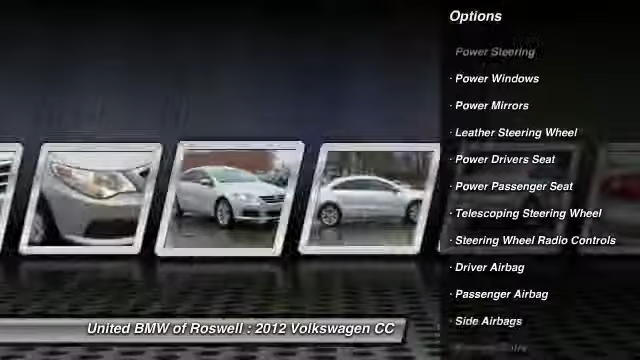 Options
Power Steering
· Power Windows
· Power Mirrors
· Leather Steering Wheel
· Power Drivers Seat
· Power Passenger Seat
· Telescoping Steering Wheel
· Steering Wheel Radio Controls
· Driver Airbag
· Passenger Airbag
· Side Airbags
United BMW of Roswell : 2012 Volkswagen CC